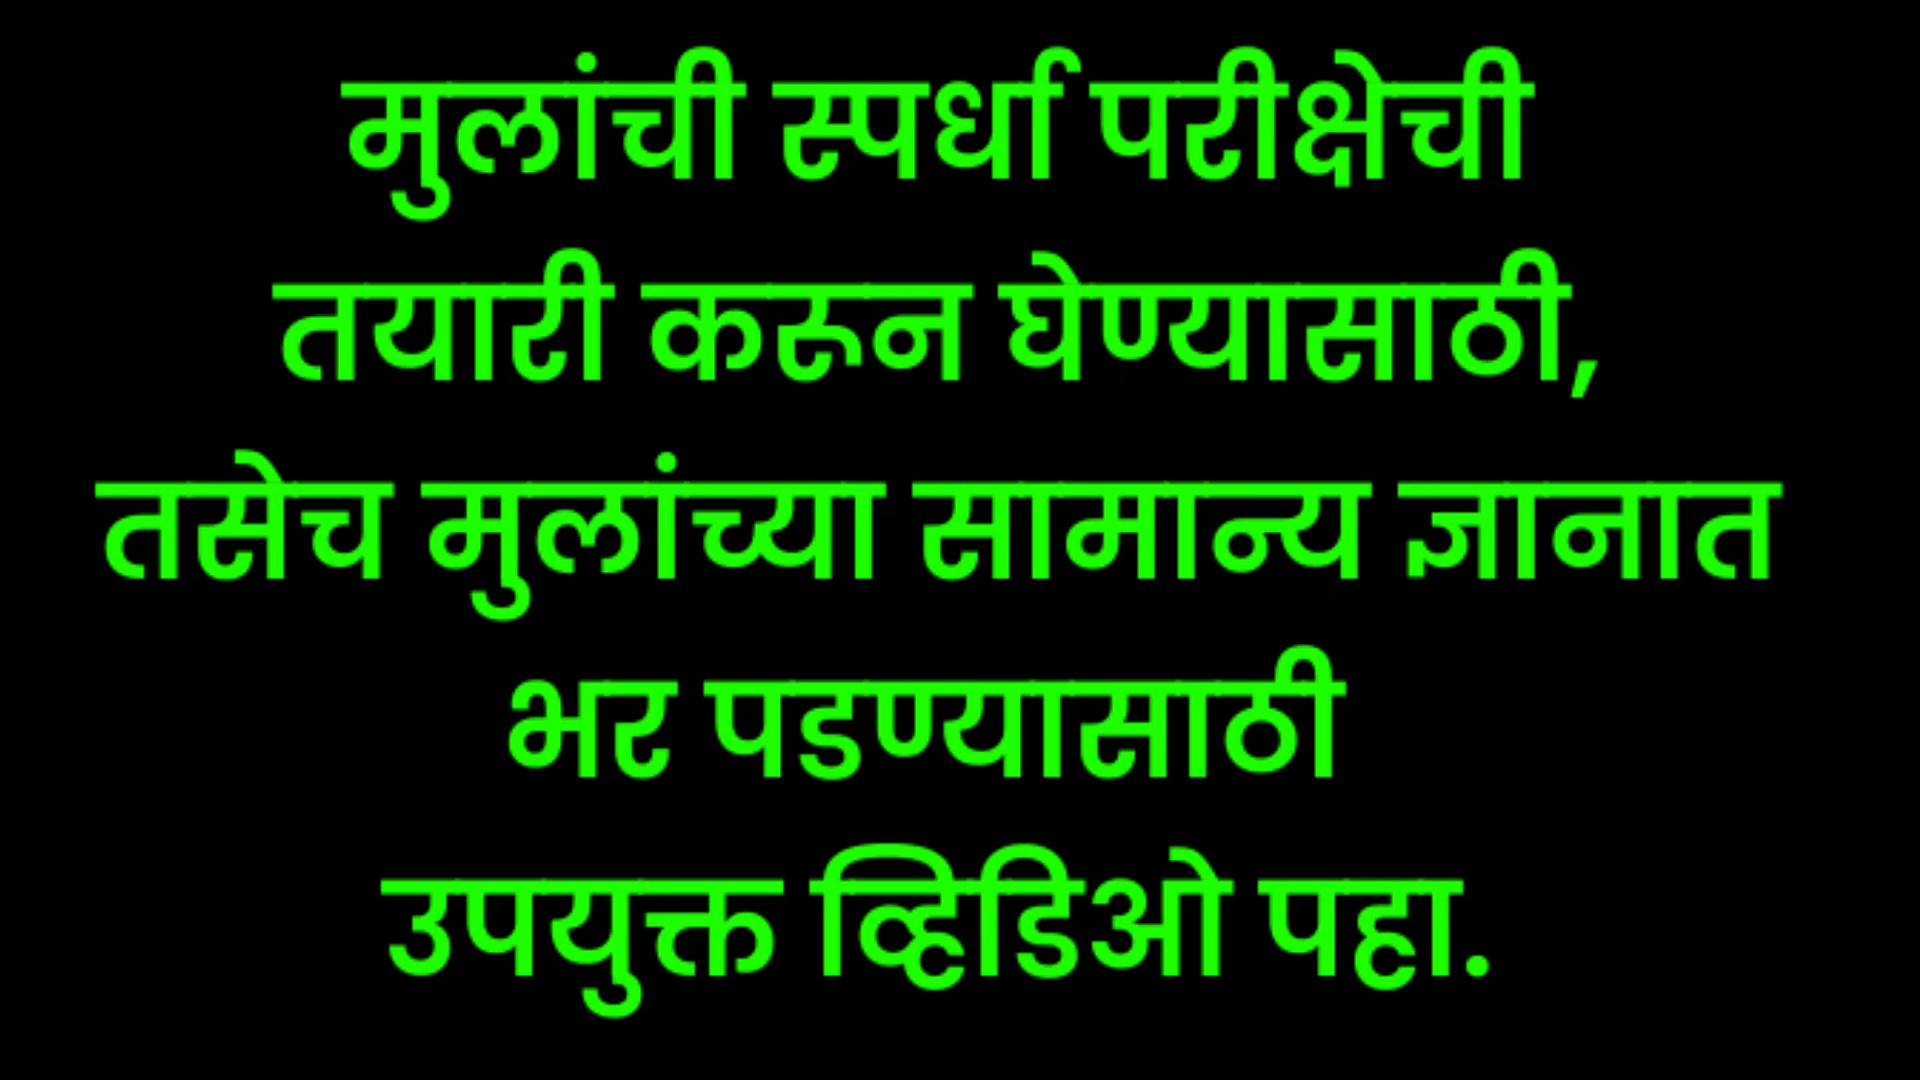 मुलांची स्पर्धा परीक्षेची
तयारी करून घेण्यासाठी,
तसेच मुलांच्या सामान्य ज्ञानात
भर पडण्यासाठी
उपयुक्त व्हिडिओ पहा.